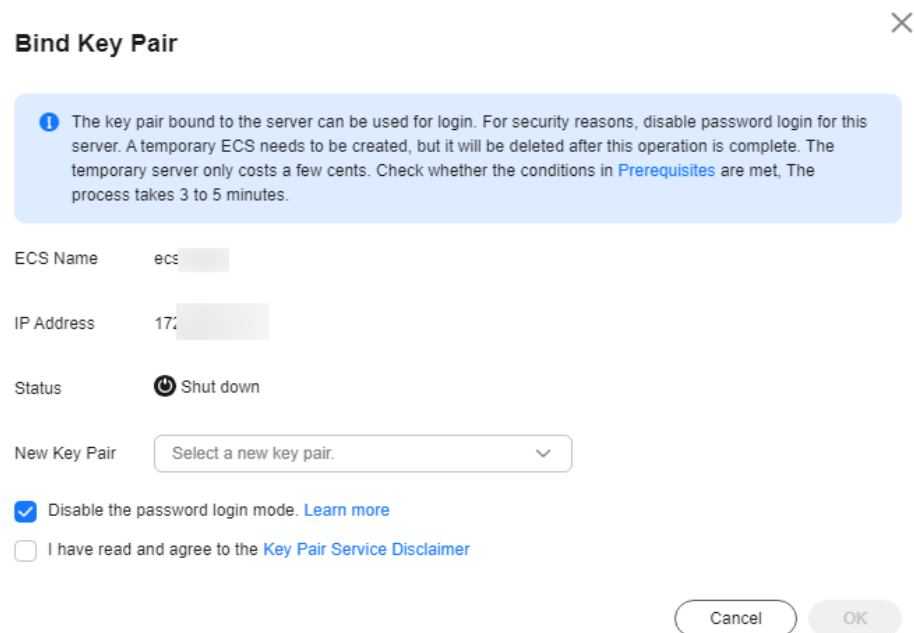 Bind Key Pair
The key pair bound to the server can be used for login. For security reasons, disable password login for this
server. A temporary ECS needs to be created, but it will be deleted after this operation is complete. The
temporary server only costs a few cents. Check whether the conditions in Prerequisites are met, The
process takes 3 to 5 minutes.
ECS Name ecs
IP Address 172
Status Shut down
New Key Pair Select a new key pair.
Disable the password login mode. Learn more
I have read and agree to the Key Pair Service Disclaimer
Cancel OK